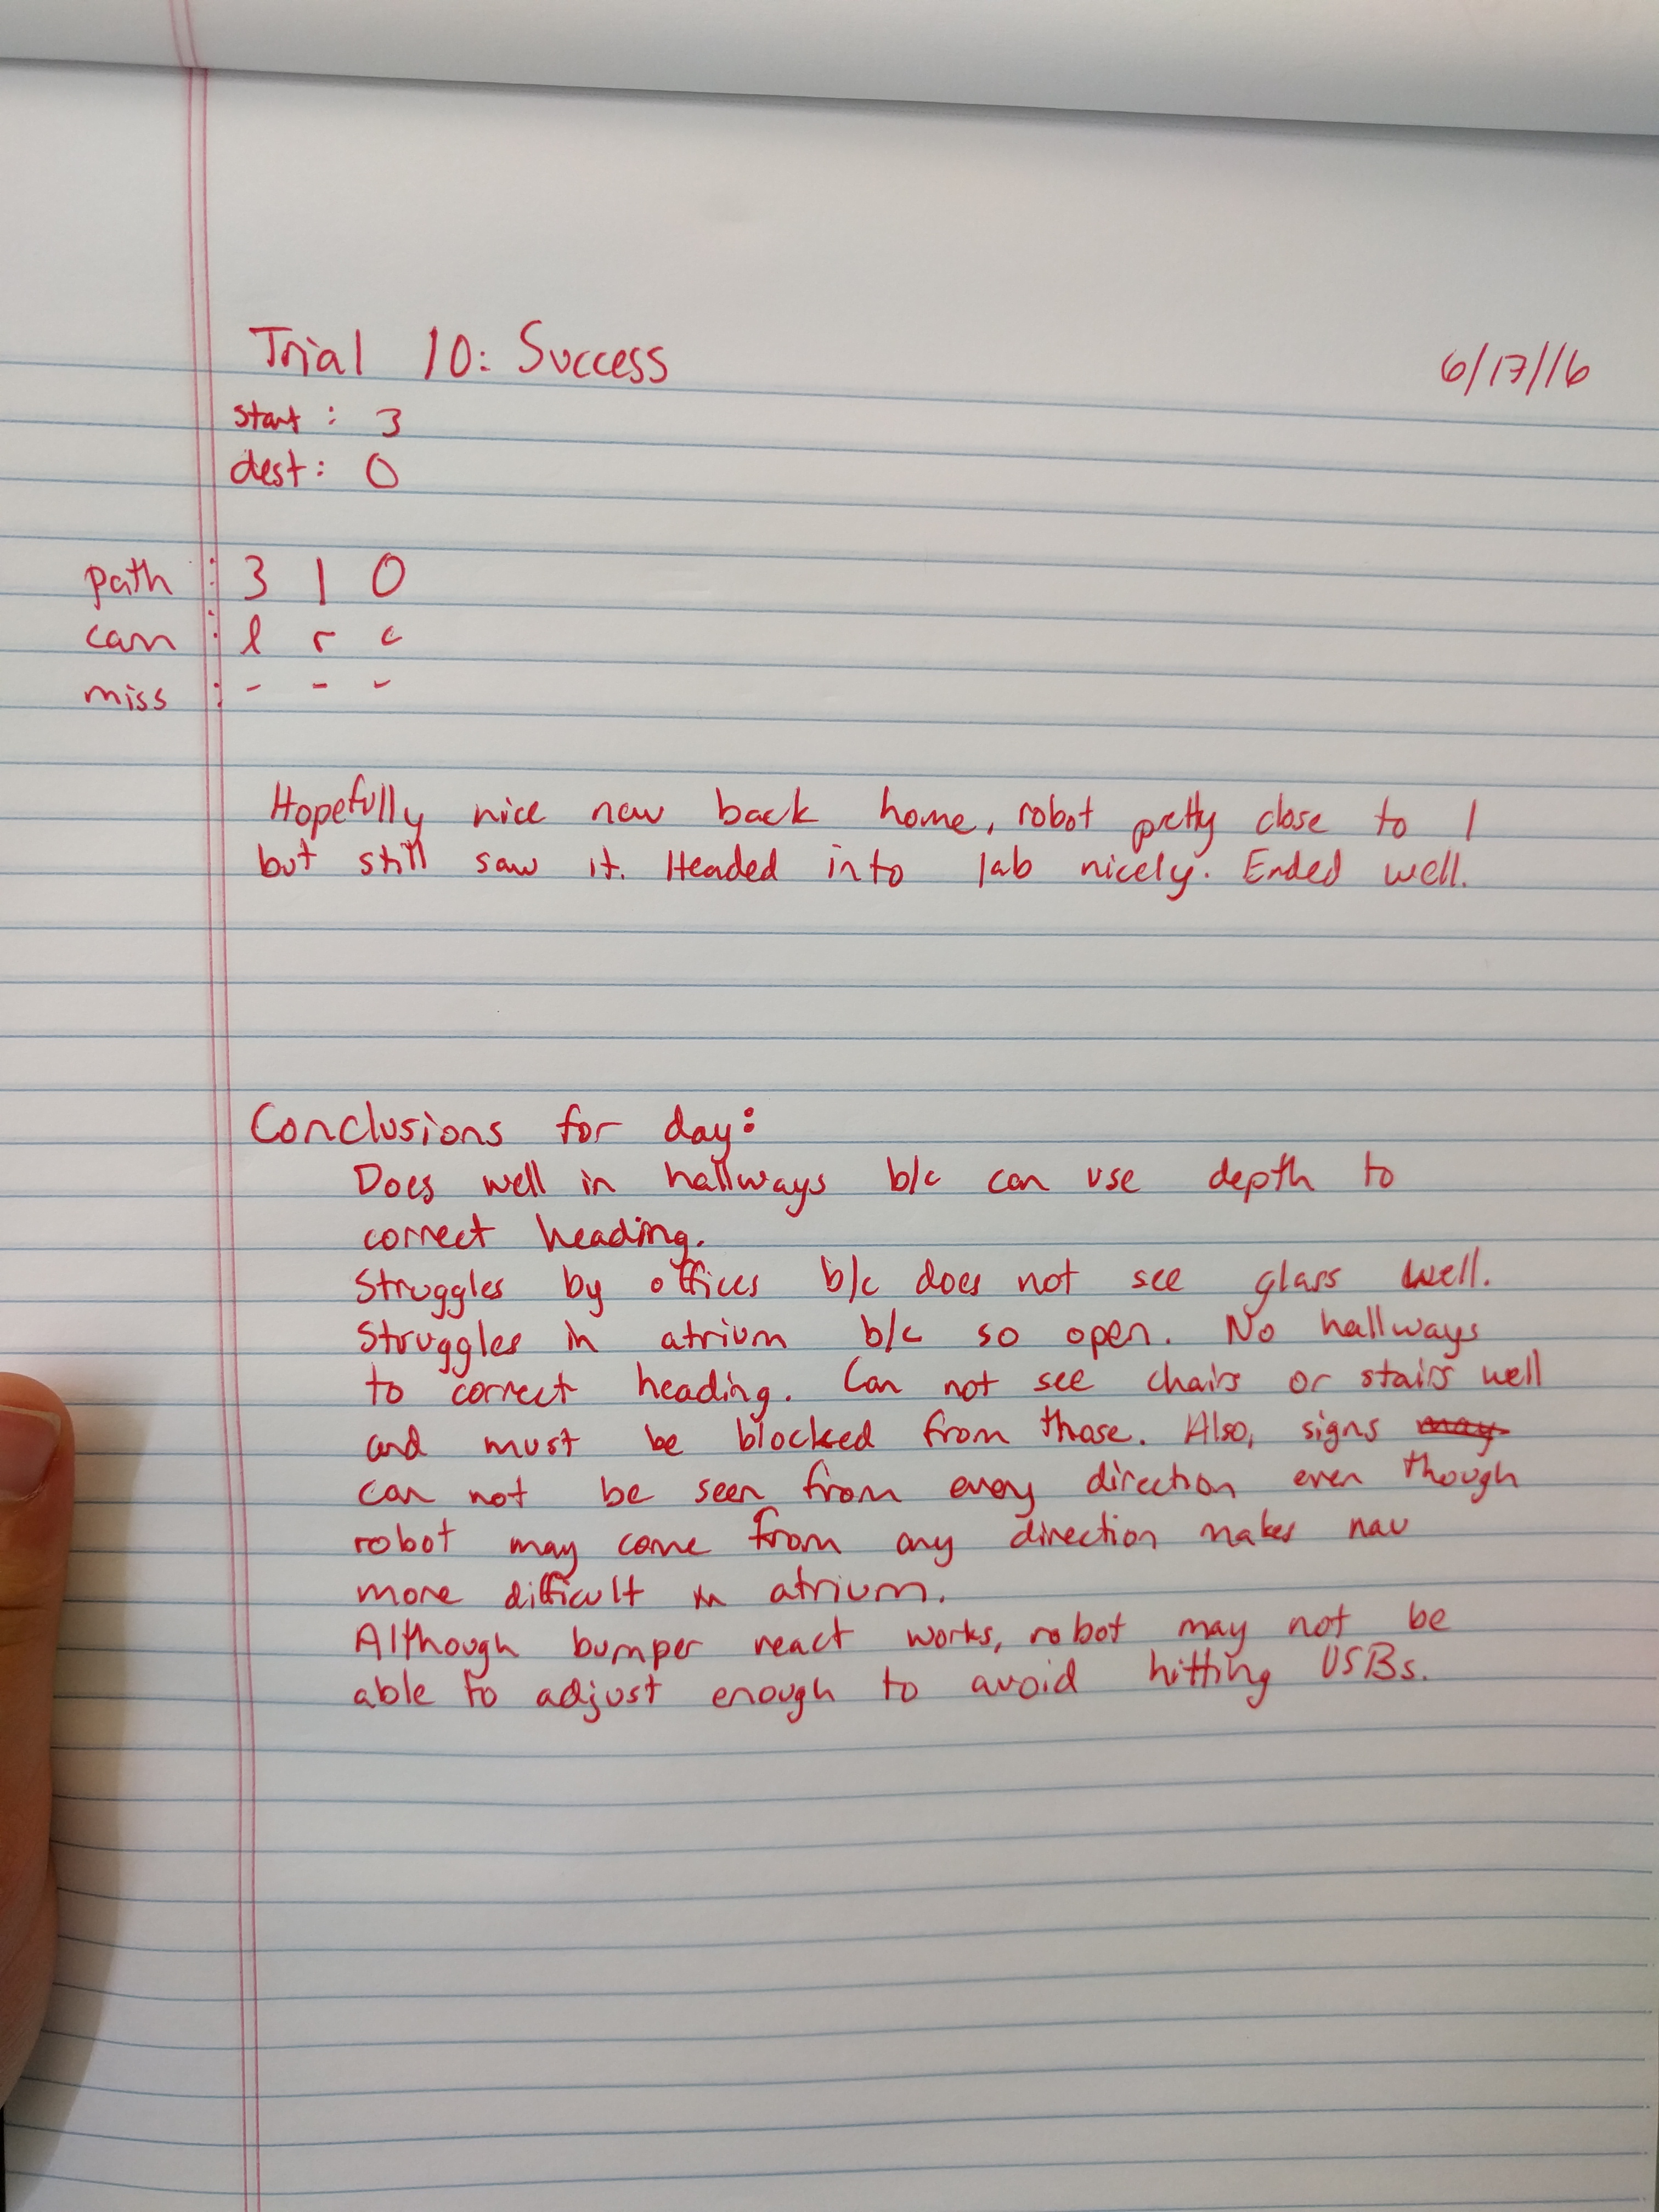 Trial 10: Success
6/17/16
start : 3
dest: 0
path : 3 1 0
cam : l r c
miss : - - -
Hopefully nice nav back home, robot pretty close to 1
but still saw it. Headed into lab nicely. Ended well.
Conclusions for day:
Does well in hallways b/c can use depth to
correct heading.
Struggles by offices b/c does not see glass well.
Struggles in atrium b/c so open. No hallways
to correct heading. Can not see chairs or stairs well
and must be blocked from those. Also, signs may
can not be seen from every direction even though
robot may come from any direction makes nav
more difficult in atrium.
Although bumper react works, robot may not be
able to adjust enough to avoid hitting USBs.